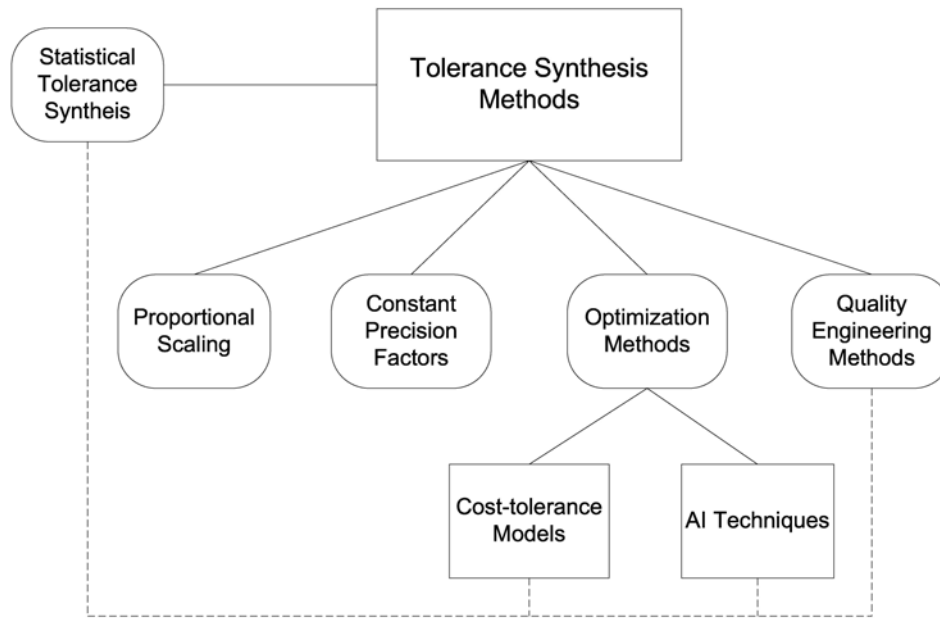 Statistical
Tolerance
Syntheis
Tolerance Synthesis
Methods
Proportional
Scaling
Constant
Precision
Factors
Optimization
Methods
Quality
Engineering
Methods
Cost-tolerance
Models
AI Techniques